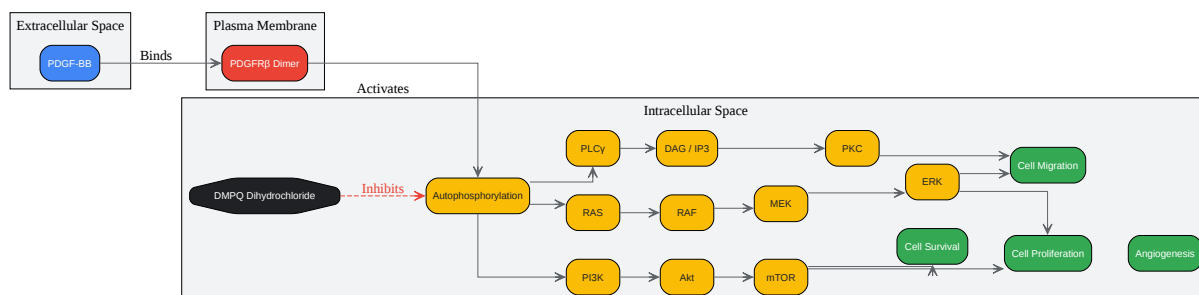 Extracellular Space
Plasma Membrane
PDGF-BB
Binds
PDGFRβ Dimer
Activates
Intracellular Space
PLCγ
DAG / IP3
PKC
Cell Migration
DMPQ Dihydrochloride
Inhibits
Autophosphorylation
RAS
RAF
MEK
ERK
Cell Survival
Cell Proliferation
Angiogenesis
PI3K
Akt
mTOR